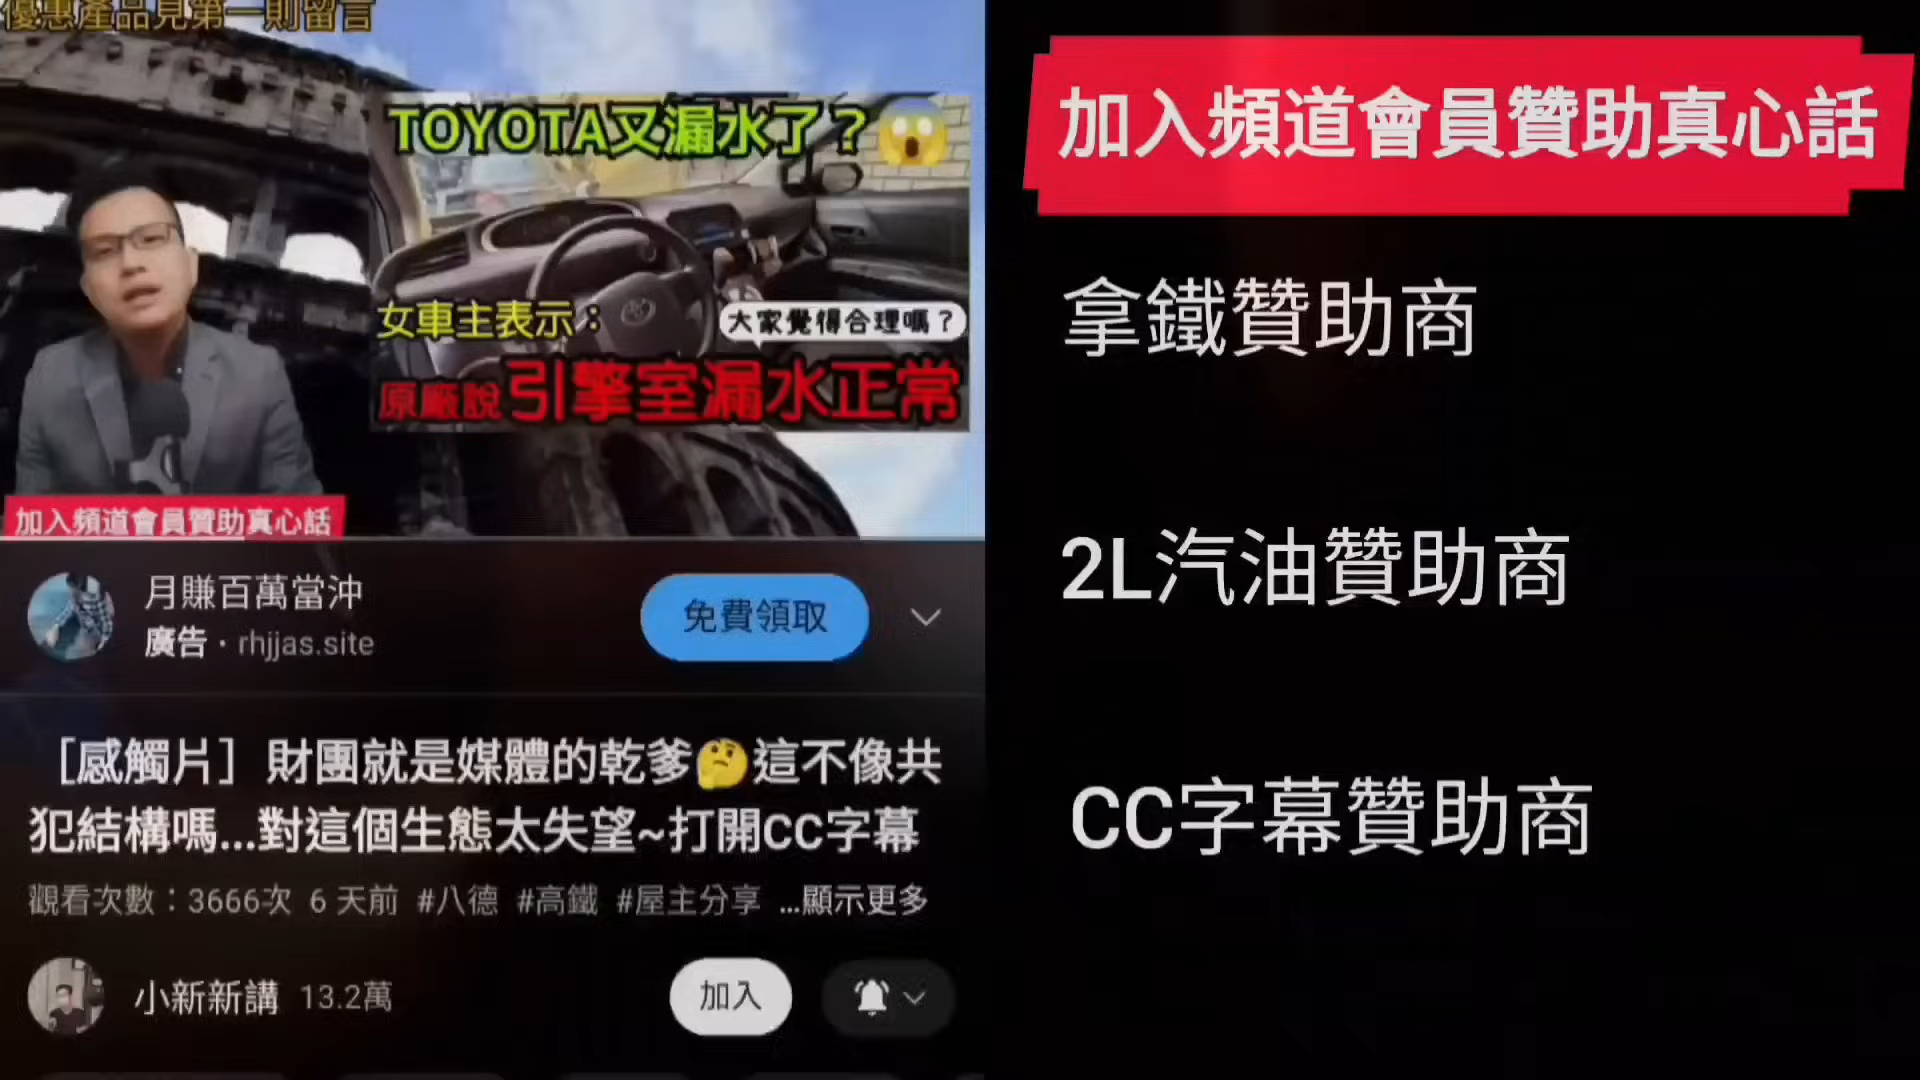 優惠產品見第一則留言
TOYOTA又漏水了？
女車主表示：
大家覺得合理嗎？
原廠說引擎室漏水正常
加入頻道會員贊助真心話
月賺百萬當沖
廣告・rhjjas.site
免費領取
［感觸片］財團就是媒體的乾爹🤔這不像共
犯結構嗎...對這個生態太失望~打開CC字幕
觀看次數：3666次 6 天前 #八德 #高鐵 #屋主分享 ...顯示更多
小新新講 13.2萬
加入
加入頻道會員贊助真心話
拿鐵贊助商
2L汽油贊助商
CC字幕贊助商